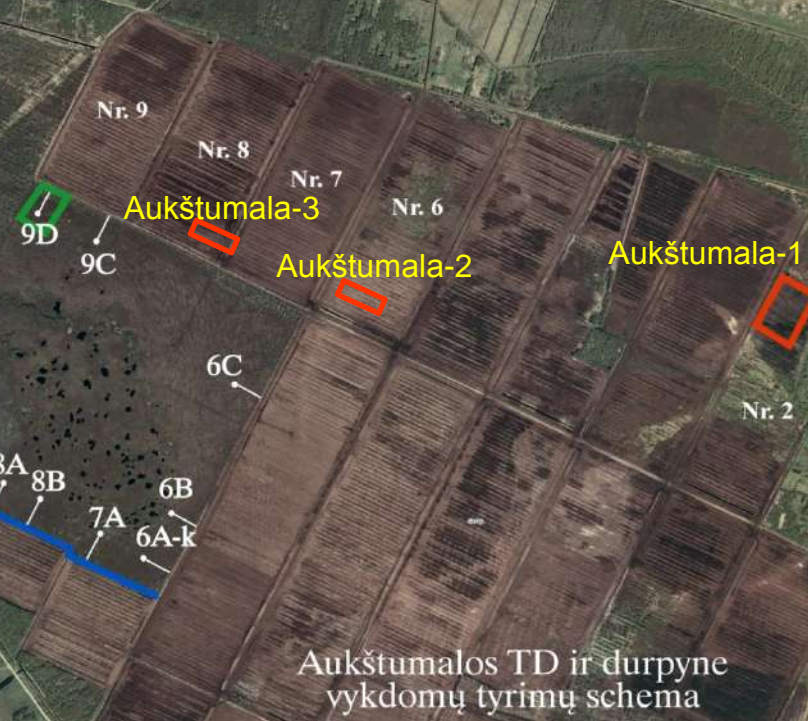 Nr. 9
Nr. 8
Nr. 7
Nr. 6
Aukštumala-3
9D
9C
Aukštumala-2
Aukštumala-1
6C
Nr. 2
8A
8B
6B
7A
6A-k
Aukštumalos TD ir durpyne
vykdomų tyrimų schema